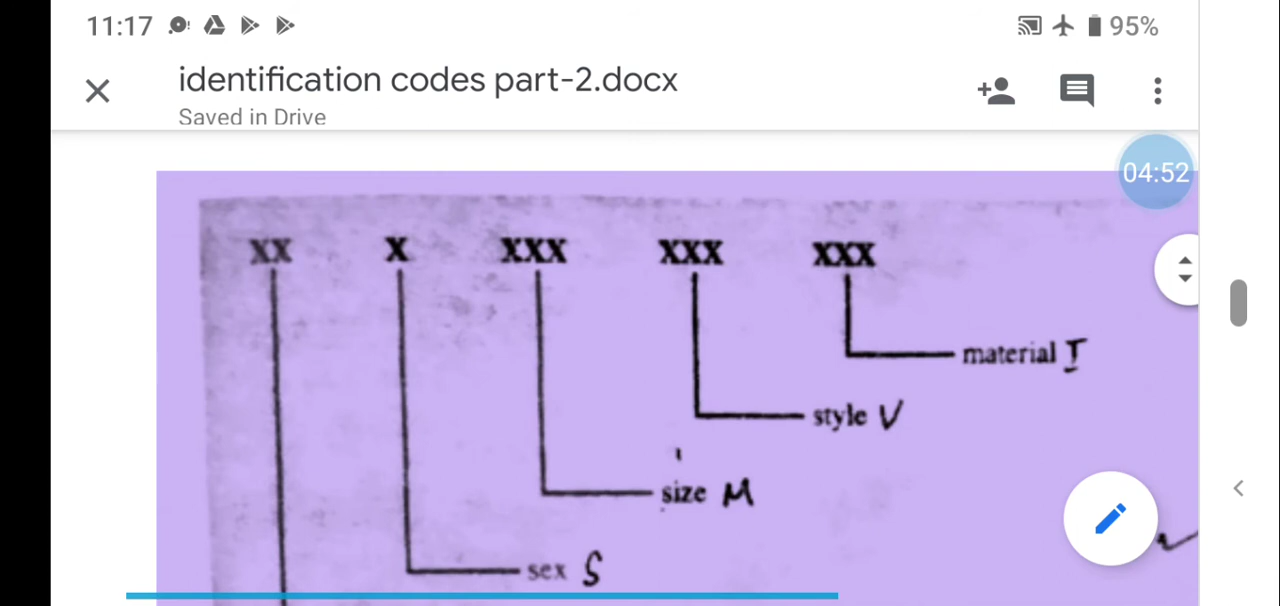 11:17 95%
identification codes part-2.docx
Saved in Drive
04:52
XX X XXX XXX XXX
material I
style V
size M
sex S